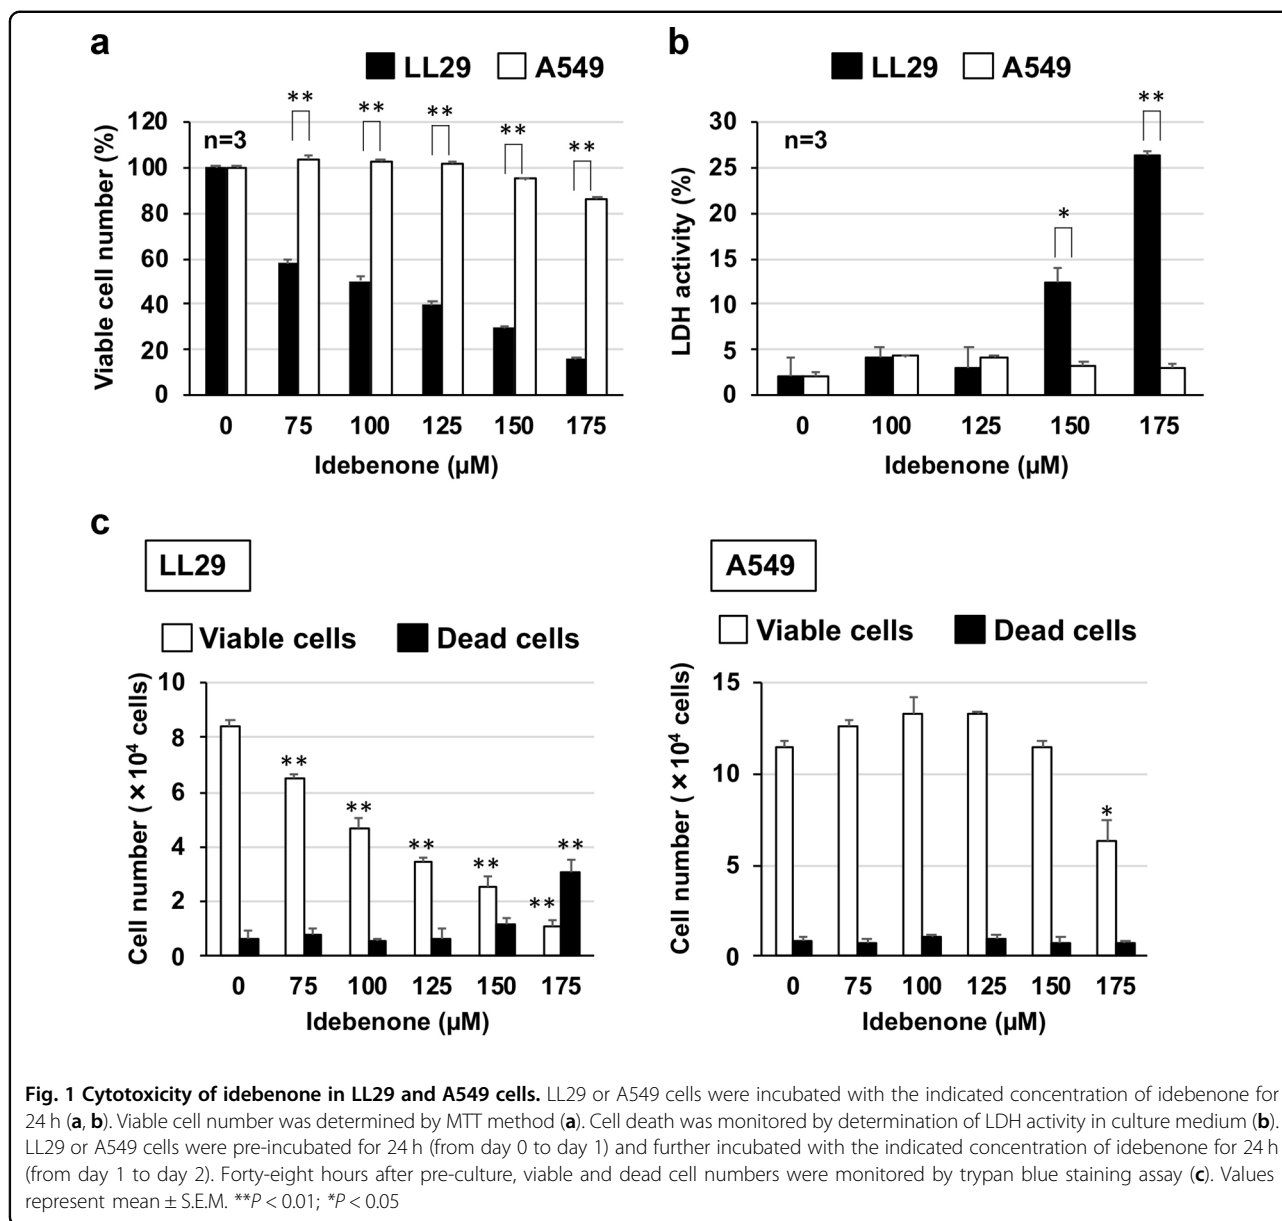 a
LL29 A549
n=3
** ** ** ** **
Viable cell number (%)
120
100
80
60
40
20
0
0 75 100 125 150 175
Idebenone (μM)
b
LL29 A549
n=3
* **
LDH activity (%)
30
25
20
15
10
5
0
0 100 125 150 175
Idebenone (μM)
c
LL29
Viable cells Dead cells
Cell number (×10⁴ cells)
10
8
6
4
2
0
** ** ** ** ** **
0 75 100 125 150 175
Idebenone (μM)
A549
Viable cells Dead cells
Cell number (×10⁴ cells)
15
10
5
0
*
0 75 100 125 150 175
Idebenone (μM)
Fig. 1 Cytotoxicity of idebenone in LL29 and A549 cells. LL29 or A549 cells were incubated with the indicated concentration of idebenone for
24 h (a, b). Viable cell number was determined by MTT method (a). Cell death was monitored by determination of LDH activity in culture medium (b).
LL29 or A549 cells were pre-incubated for 24 h (from day 0 to day 1) and further incubated with the indicated concentration of idebenone for 24 h
(from day 1 to day 2). Forty-eight hours after pre-culture, viable and dead cell numbers were monitored by trypan blue staining assay (c). Values
represent mean ± S.E.M. **P < 0.01; *P < 0.05